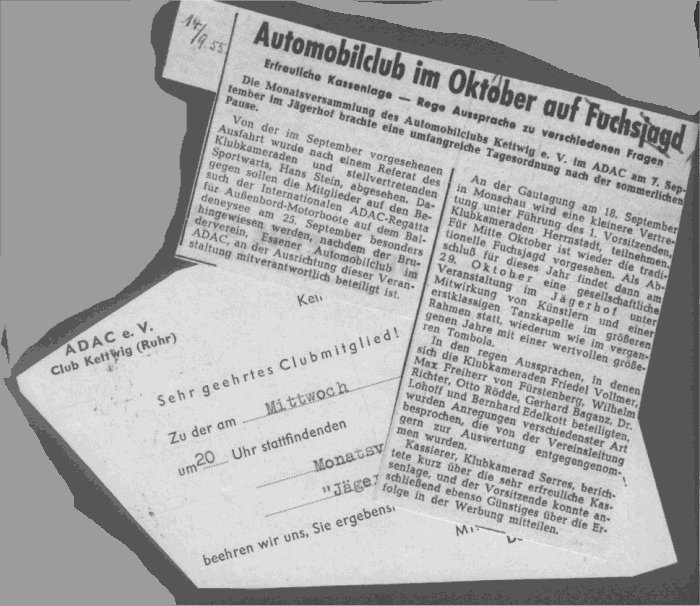 14/9.55
Automobilclub im Oktober auf Fuchsjagd
Erfreuliche Kassenlage — Rege Aussprache zu verschiedenen Fragen
Die Monatsversammlung des Automobilclubs Kettwig e. V. im ADAC am 7. Sep-
tember im Jägerhof brachte eine umfangreiche Tagesordnung nach der sommerlichen
Pause.
Von der im September vorgesehenen
Ausfahrt wurde nach einem Referat des
Klubkameraden und stellvertretenden
Sportwarts, Hans Stein, abgesehen. Da-
gegen sollen die Mitglieder auf den Be-
such der Internationalen ADAC-Regatta
für Außenbord-Motorboote auf dem Bal-
deneysee am 25. September besonders
hingewiesen werden, nachdem der Bru-
derverein, Essener Automobilclub im
ADAC, an der Ausrichtung dieser Veran-
staltung mitverantwortlich beteiligt ist.
An der Gautagung am 18. September
in Monschau wird eine kleinere Vertre-
tung unter Führung des 1. Vorsitzenden,
Klubkameraden Herrnstadt, teilnehmen.
Für Mitte Oktober ist wieder die tradi-
tionelle Fuchsjagd vorgesehen. Als Ab-
schluß für dieses Jahr findet dann am
29. Oktober eine gesellschaftliche
Veranstaltung im Jägerhof unter
Mitwirkung von Künstlern und einer
erstklassigen Tanzkapelle im größeren
Rahmen statt, wiederum wie im vergan-
genen Jahre mit einer wertvollen größe-
ren Tombola.
In den regen Aussprachen, in denen
sich die Klubkameraden Friedel Vollmer,
Max Freiherr von Fürstenberg, Wilhelm
Richter, Otto Rödde, Gerhard Baganz, Dr.
Lohoff und Bernhard Edelkott beteiligten,
wurden Anregungen verschiedenster Art
besprochen, die von der Vereinsleitung
gern zur Auswertung entgegengenom-
men wurden.
Kassierer, Klubkamerad Serres, berich-
tete kurz über die sehr erfreuliche Kas-
senlage, und der Vorsitzende konnte an-
schließend ebenso Günstiges über die Er-
folge in der Werbung mitteilen.
ADAC e. V.
Club Kettwig (Ruhr)
Sehr geehrtes Clubmitglied!
Zu der am Mittwoch
um 20 Uhr stattfindenden
Monatsv
"Jäge
beehren wir uns, Sie ergebens